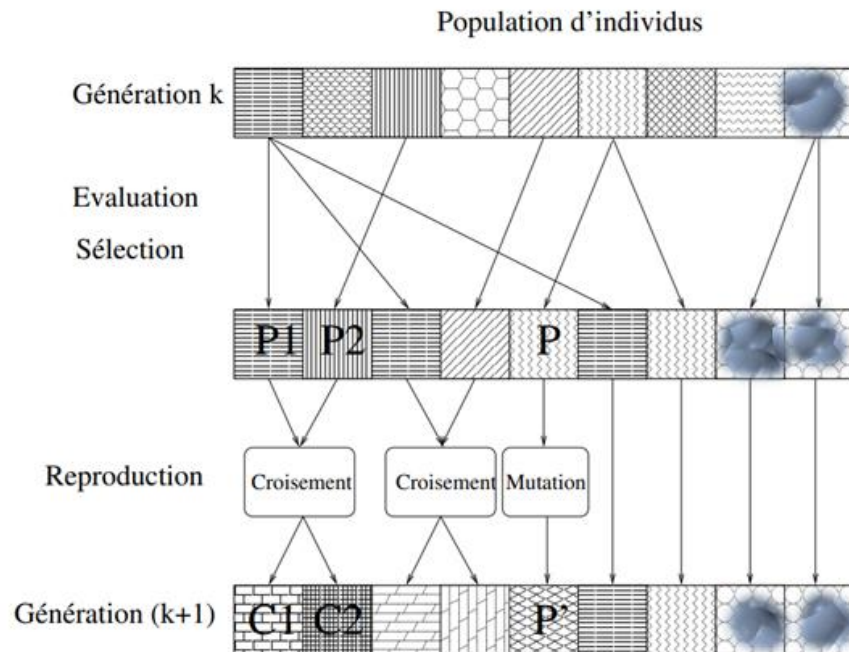 Population d'individus
Génération k
Evaluation
Sélection
P1 P2 P
Reproduction
Croisement Croisement Mutation
Génération (k+1)
C1 C2 P'